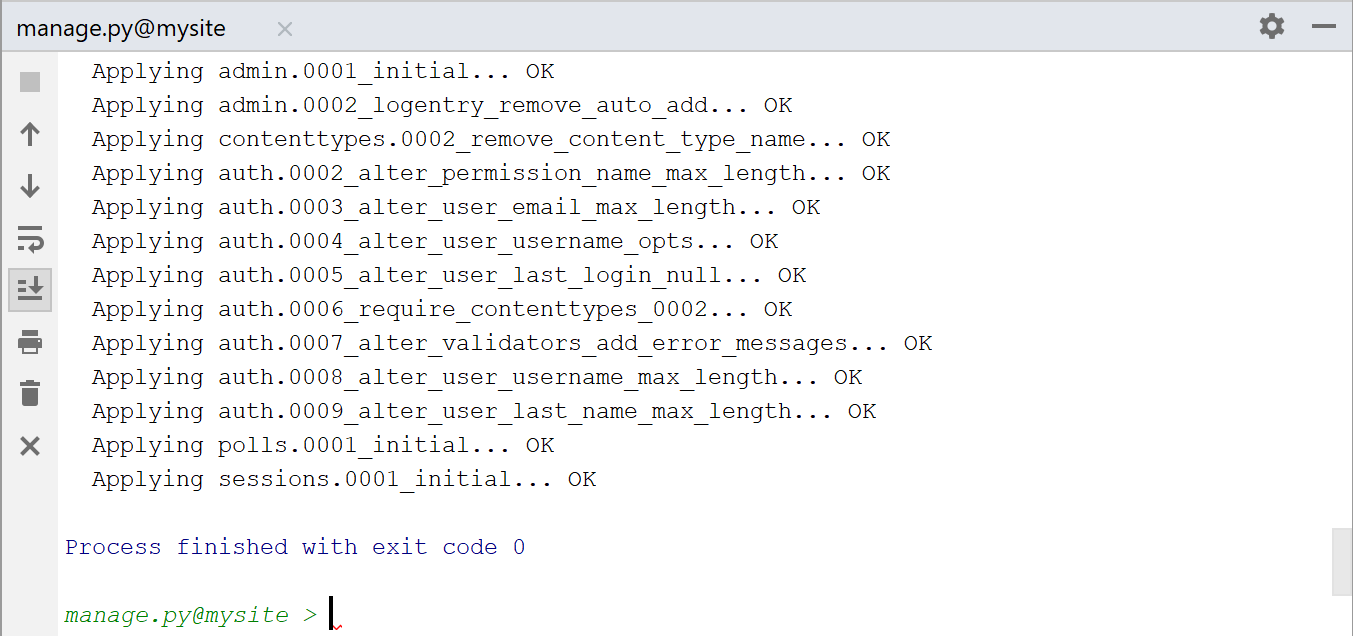 manage.py@mysite
Applying admin.0001_initial... OK
Applying admin.0002_logentry_remove_auto_add... OK
Applying contenttypes.0002_remove_content_type_name... OK
Applying auth.0002_alter_permission_name_max_length... OK
Applying auth.0003_alter_user_email_max_length... OK
Applying auth.0004_alter_user_username_opts... OK
Applying auth.0005_alter_user_last_login_null... OK
Applying auth.0006_require_contenttypes_0002... OK
Applying auth.0007_alter_validators_add_error_messages... OK
Applying auth.0008_alter_user_username_max_length... OK
Applying auth.0009_alter_user_last_name_max_length... OK
Applying polls.0001_initial... OK
Applying sessions.0001_initial... OK
Process finished with exit code 0
manage.py@mysite >